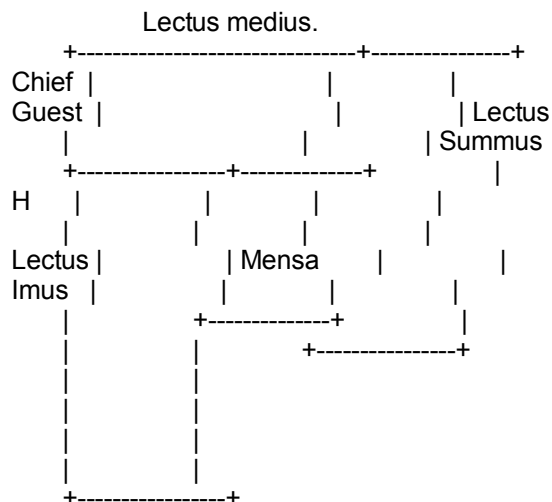 Lectus medius.
Chief
Guest
Lectus
Summus
H
Lectus
Mensa
Imus